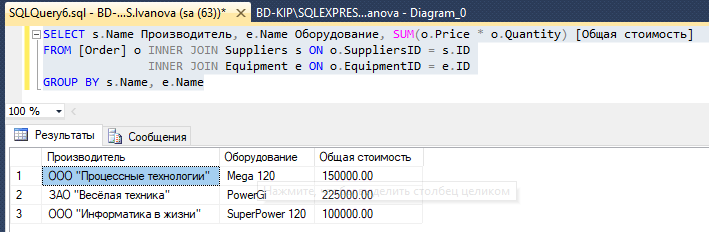 SQLQuery6.sql - BD-...S.Ivanova (sa (63))*
BD-KIP\SQLEXPRES...anova - Diagram_0
SELECT s.Name Производитель, e.Name Оборудование, SUM(o.Price * o.Quantity) [Общая стоимость]
FROM [Order] o INNER JOIN Suppliers s ON o.SuppliersID = s.ID
INNER JOIN Equipment e ON o.EquipmentID = e.ID
GROUP BY s.Name, e.Name
100 %
Результаты Сообщения
Производитель Оборудование Общая стоимость
1 ООО "Процессные технологии" Mega 120 150000.00
Нажмите, делить столбец целиком
2 ЗАО "Весёлая техника" PowerGi 225000.00
3 ООО "Информатика в жизни" SuperPower 120 100000.00